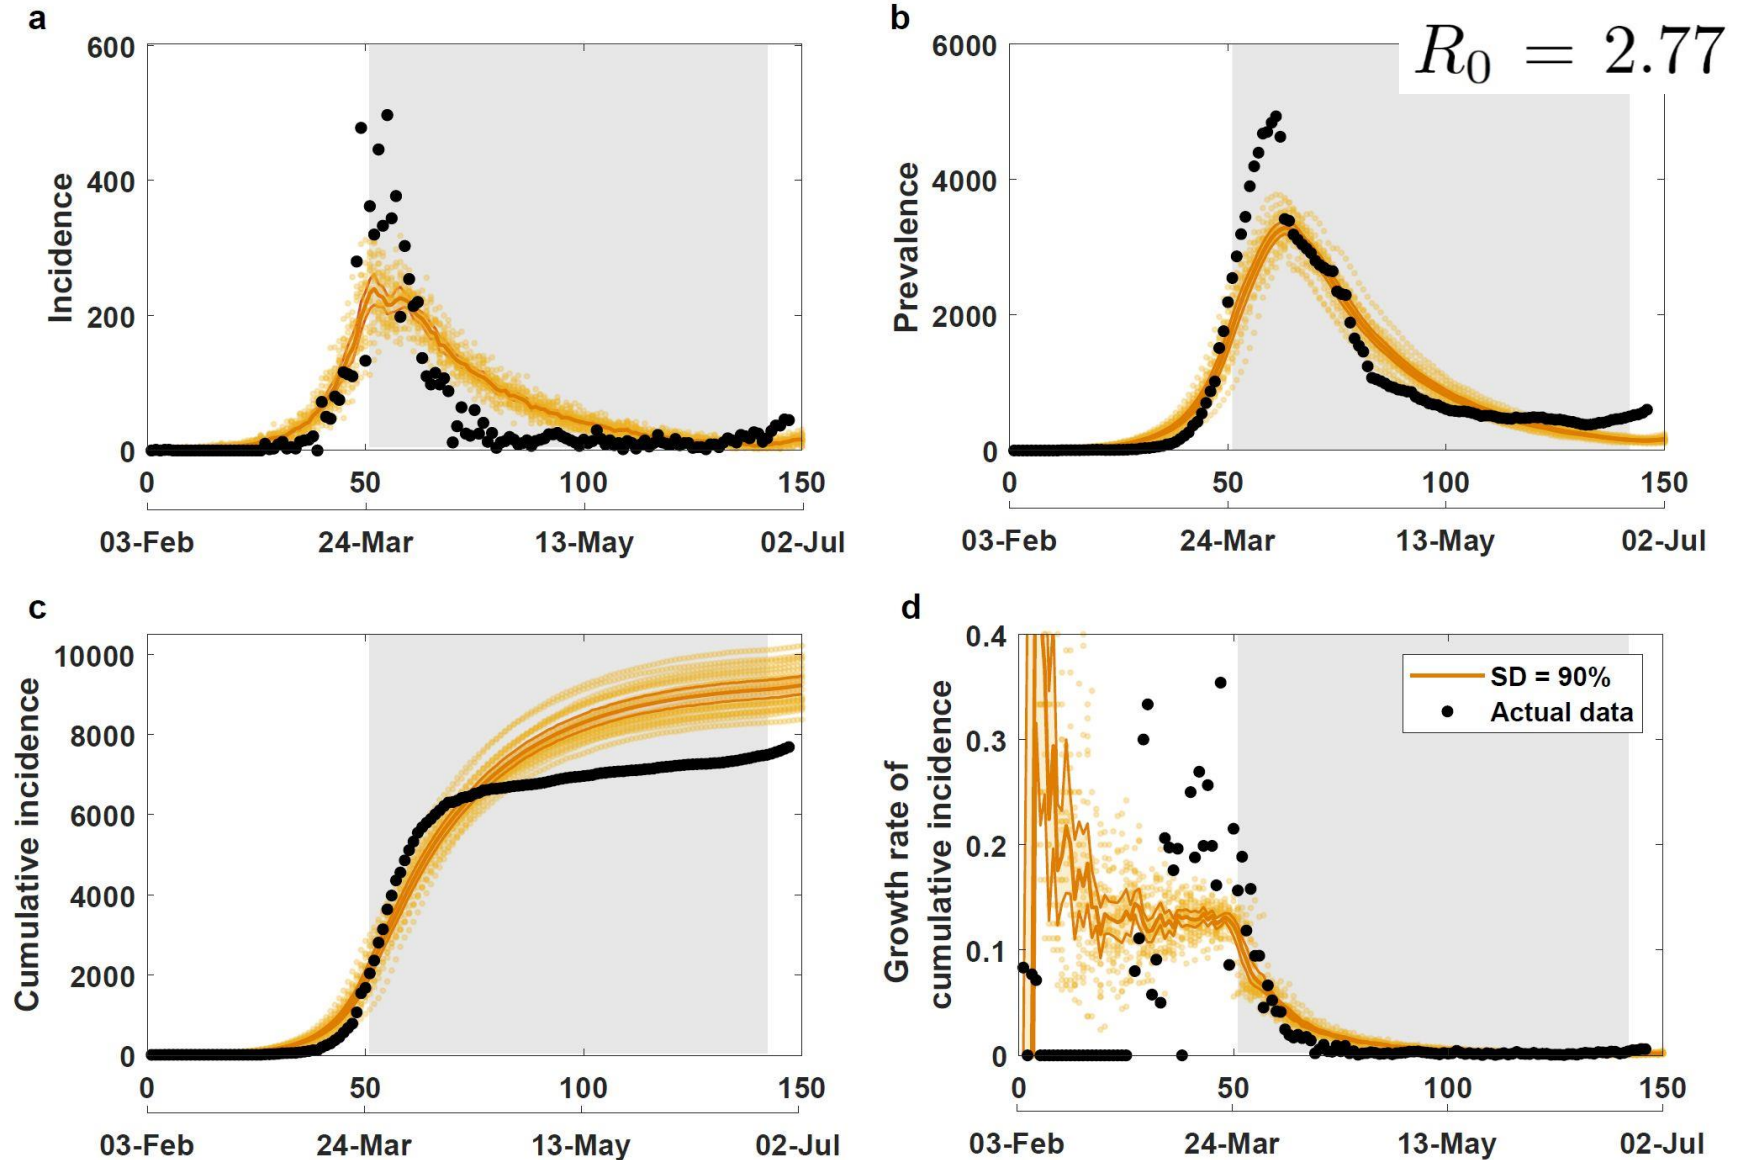 a
600
400
200
0
Incidence
0 50 100 150
03-Feb 24-Mar 13-May 02-Jul
b
R₀ = 2.77
6000
4000
2000
0
Prevalence
0 50 100 150
03-Feb 24-Mar 13-May 02-Jul
c
10000
8000
6000
4000
2000
0
Cumulative incidence
0 50 100 150
03-Feb 24-Mar 13-May 02-Jul
d
0.4
0.3
0.2
0.1
0
Growth rate of
cumulative incidence
SD = 90%
Actual data
0 50 100 150
03-Feb 24-Mar 13-May 02-Jul